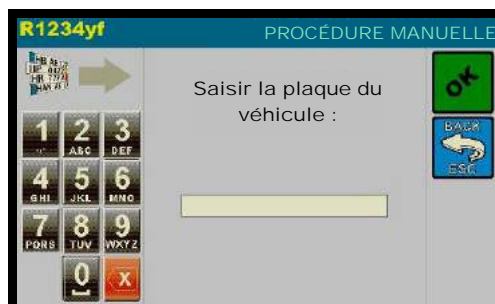 R1234yf
PROCÉDURE MANUELLE
Saisir la plaque du
véhicule :
OK
BACK
ESC
1 2 3
ABC DEF
4 5 6
GHI JKL MNO
7 8 9
PQRS TUV WXYZ
0 X